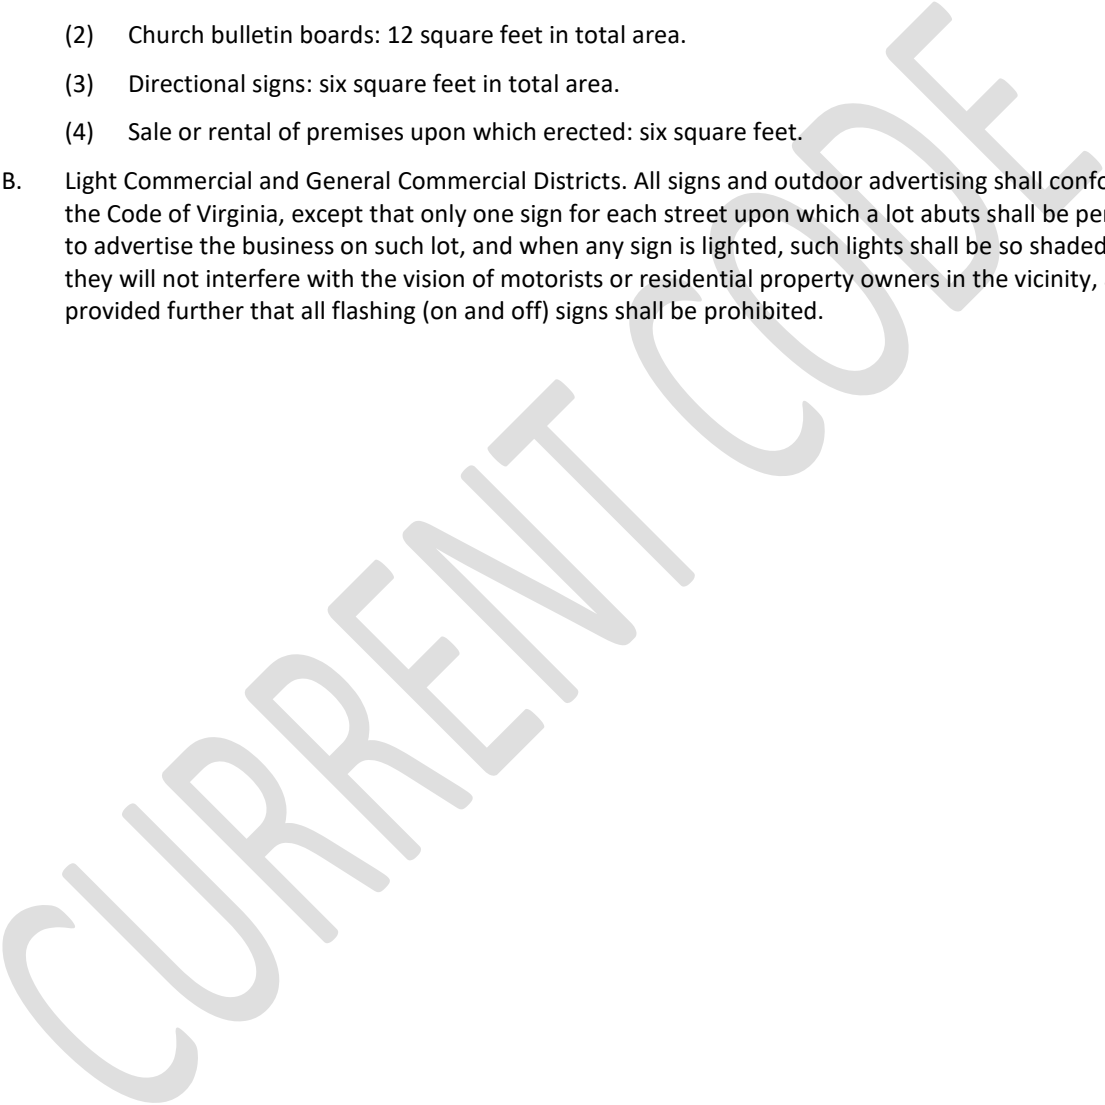 (2) Church bulletin boards: 12 square feet in total area.
(3) Directional signs: six square feet in total area.
(4) Sale or rental of premises upon which erected: six square feet.
B. Light Commercial and General Commercial Districts. All signs and outdoor advertising shall
the Code of Virginia, except that only one sign for each street upon which a lot abuts shall be
to advertise the business on such lot, and when any sign is lighted, such lights shall be so shaded
they will not interfere with the vision of motorists or residential property owners in the vicinity,
provided further that all flashing (on and off) signs shall be prohibited.
CURRENT CODE